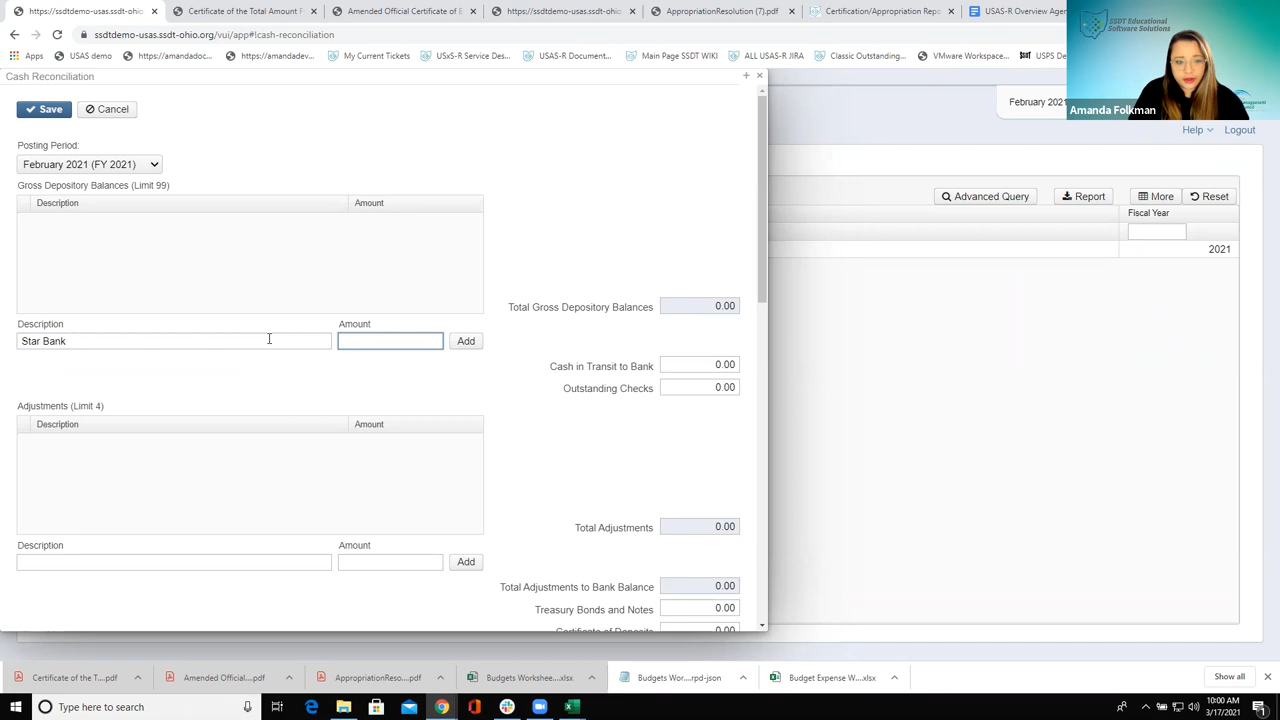 https://ssdtdemo-usas.ssdt-ohio
Certificate of the Total Amount F
Amended Official Certificate of E
https://ssdtdemo-usas.ssdt-ohio
AppropriationResolution (7).pdf
Certification/Appropriation Repo
USAS-R Overview Agen
ssdtdemo-usas.ssdt-ohio.org/vui/app#!cash-reconciliation
Apps
USAS demo
https://amandadoc...
https://amandadev...
USxS-R Service Des...
My Current Tickets
USAS-R Document...
Main Page SSDT WIKI
ALL USAS-R JIRA
Classic Outstanding...
VMware Workspace...
USPS De
SSDT Educational
Software Solutions
Amanda Folkman
Cash Reconciliation
February 2021
Save
Cancel
Help
Logout
Posting Period:
February 2021 (FY 2021)
Gross Depository Balances (Limit 99)
Description
Amount
Advanced Query
Report
More
Reset
Fiscal Year
2021
Total Gross Depository Balances
0.00
Description
Amount
Star Bank
Add
Cash in Transit to Bank
0.00
Outstanding Checks
0.00
Adjustments (Limit 4)
Description
Amount
Total Adjustments
0.00
Description
Amount
Add
Total Adjustments to Bank Balance
0.00
Treasury Bonds and Notes
0.00
Certificate of Deposits
0.00
Certificate of the T....pdf
Amended Official....pdf
AppropriationReso....pdf
Budgets Workshee....xlsx
Budgets Wor....rpd-json
Budget Expense W....xlsx
Show all
Type here to search
10:00 AM
3/17/2021
1